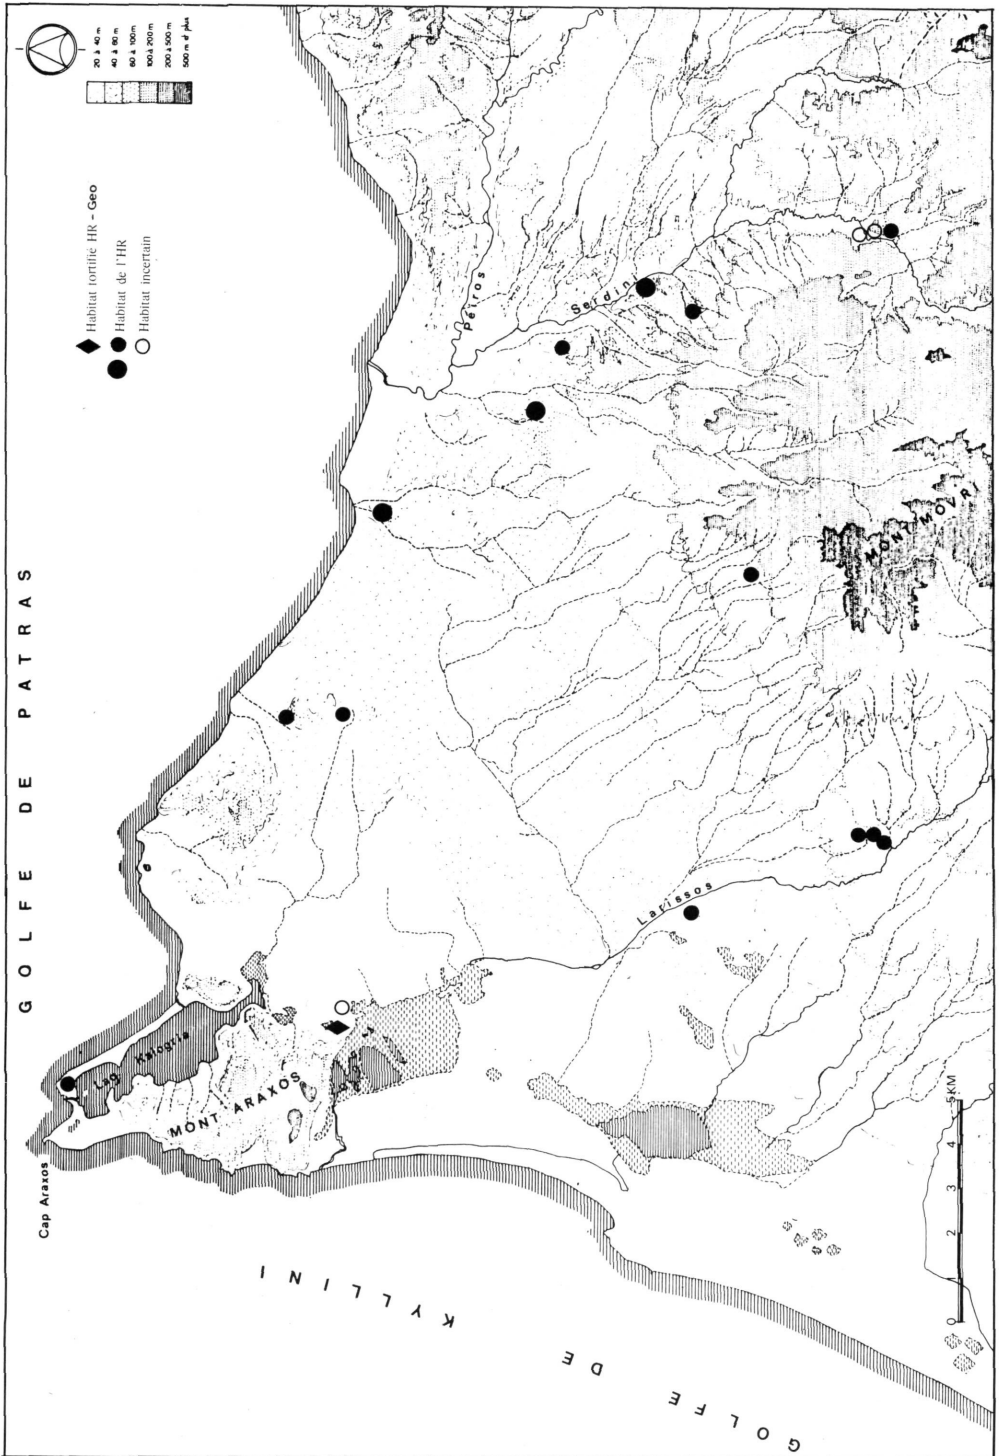 20 à 40 m
40 à 60 m
60 à 100m
100 à 200 m
200 à 500 m
500 m et plus
Habitat fortifié HR - Geo
Habitat de l'HR
Habitat incertain
GOLFE DE PATRAS
Cap Araxos
Lag. Kalogria
MONT ARAXOS
Péiros
Serdini
MONT MOVRI
Larissos
GOLFE DE KYLLINI
0 1 2 3 4 5KM